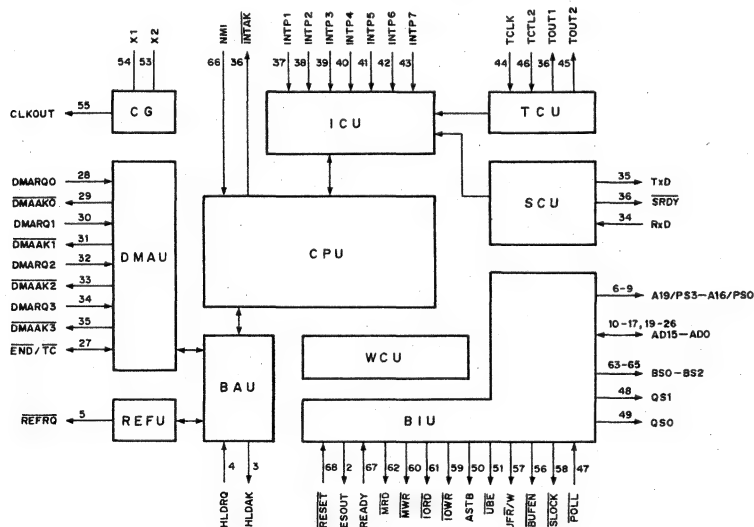 X1
X2
54
53
NMI
INTAK
66
36
INTP1
INTP2
INTP3
INTP4
INTP5
INTP6
INTP7
37
38
39
40
41
42
43
TCLK
TCTL2
TOUT1
TOUT2
44
46
36
45
CLKOUT
55
CG
ICU
TCU
DMARQ0
28
DMAAK0
29
DMARQ1
30
DMAAK1
31
DMARQ2
32
DMAAK2
33
DMARQ3
34
DMAAK3
35
END/TC
27
DMAU
CPU
SCU
35
TxD
36
SRDY
34
RxD
6-9
A19/PS3-A16/PS0
10-17, 19-26
AD15-AD0
63-65
BS0-BS2
48
QS1
49
QS0
WCU
BAU
BIU
REFRQ
5
REFU
4
3
HLDRQ
HLDAK
68
2
67
62
60
61
59
50
51
57
56
58
47
RESET
ESOUT
READY
MRD
MWR
IORD
IOWR
ASTB
UBE
UFR/W
BUFEN
SLOCK
POLL